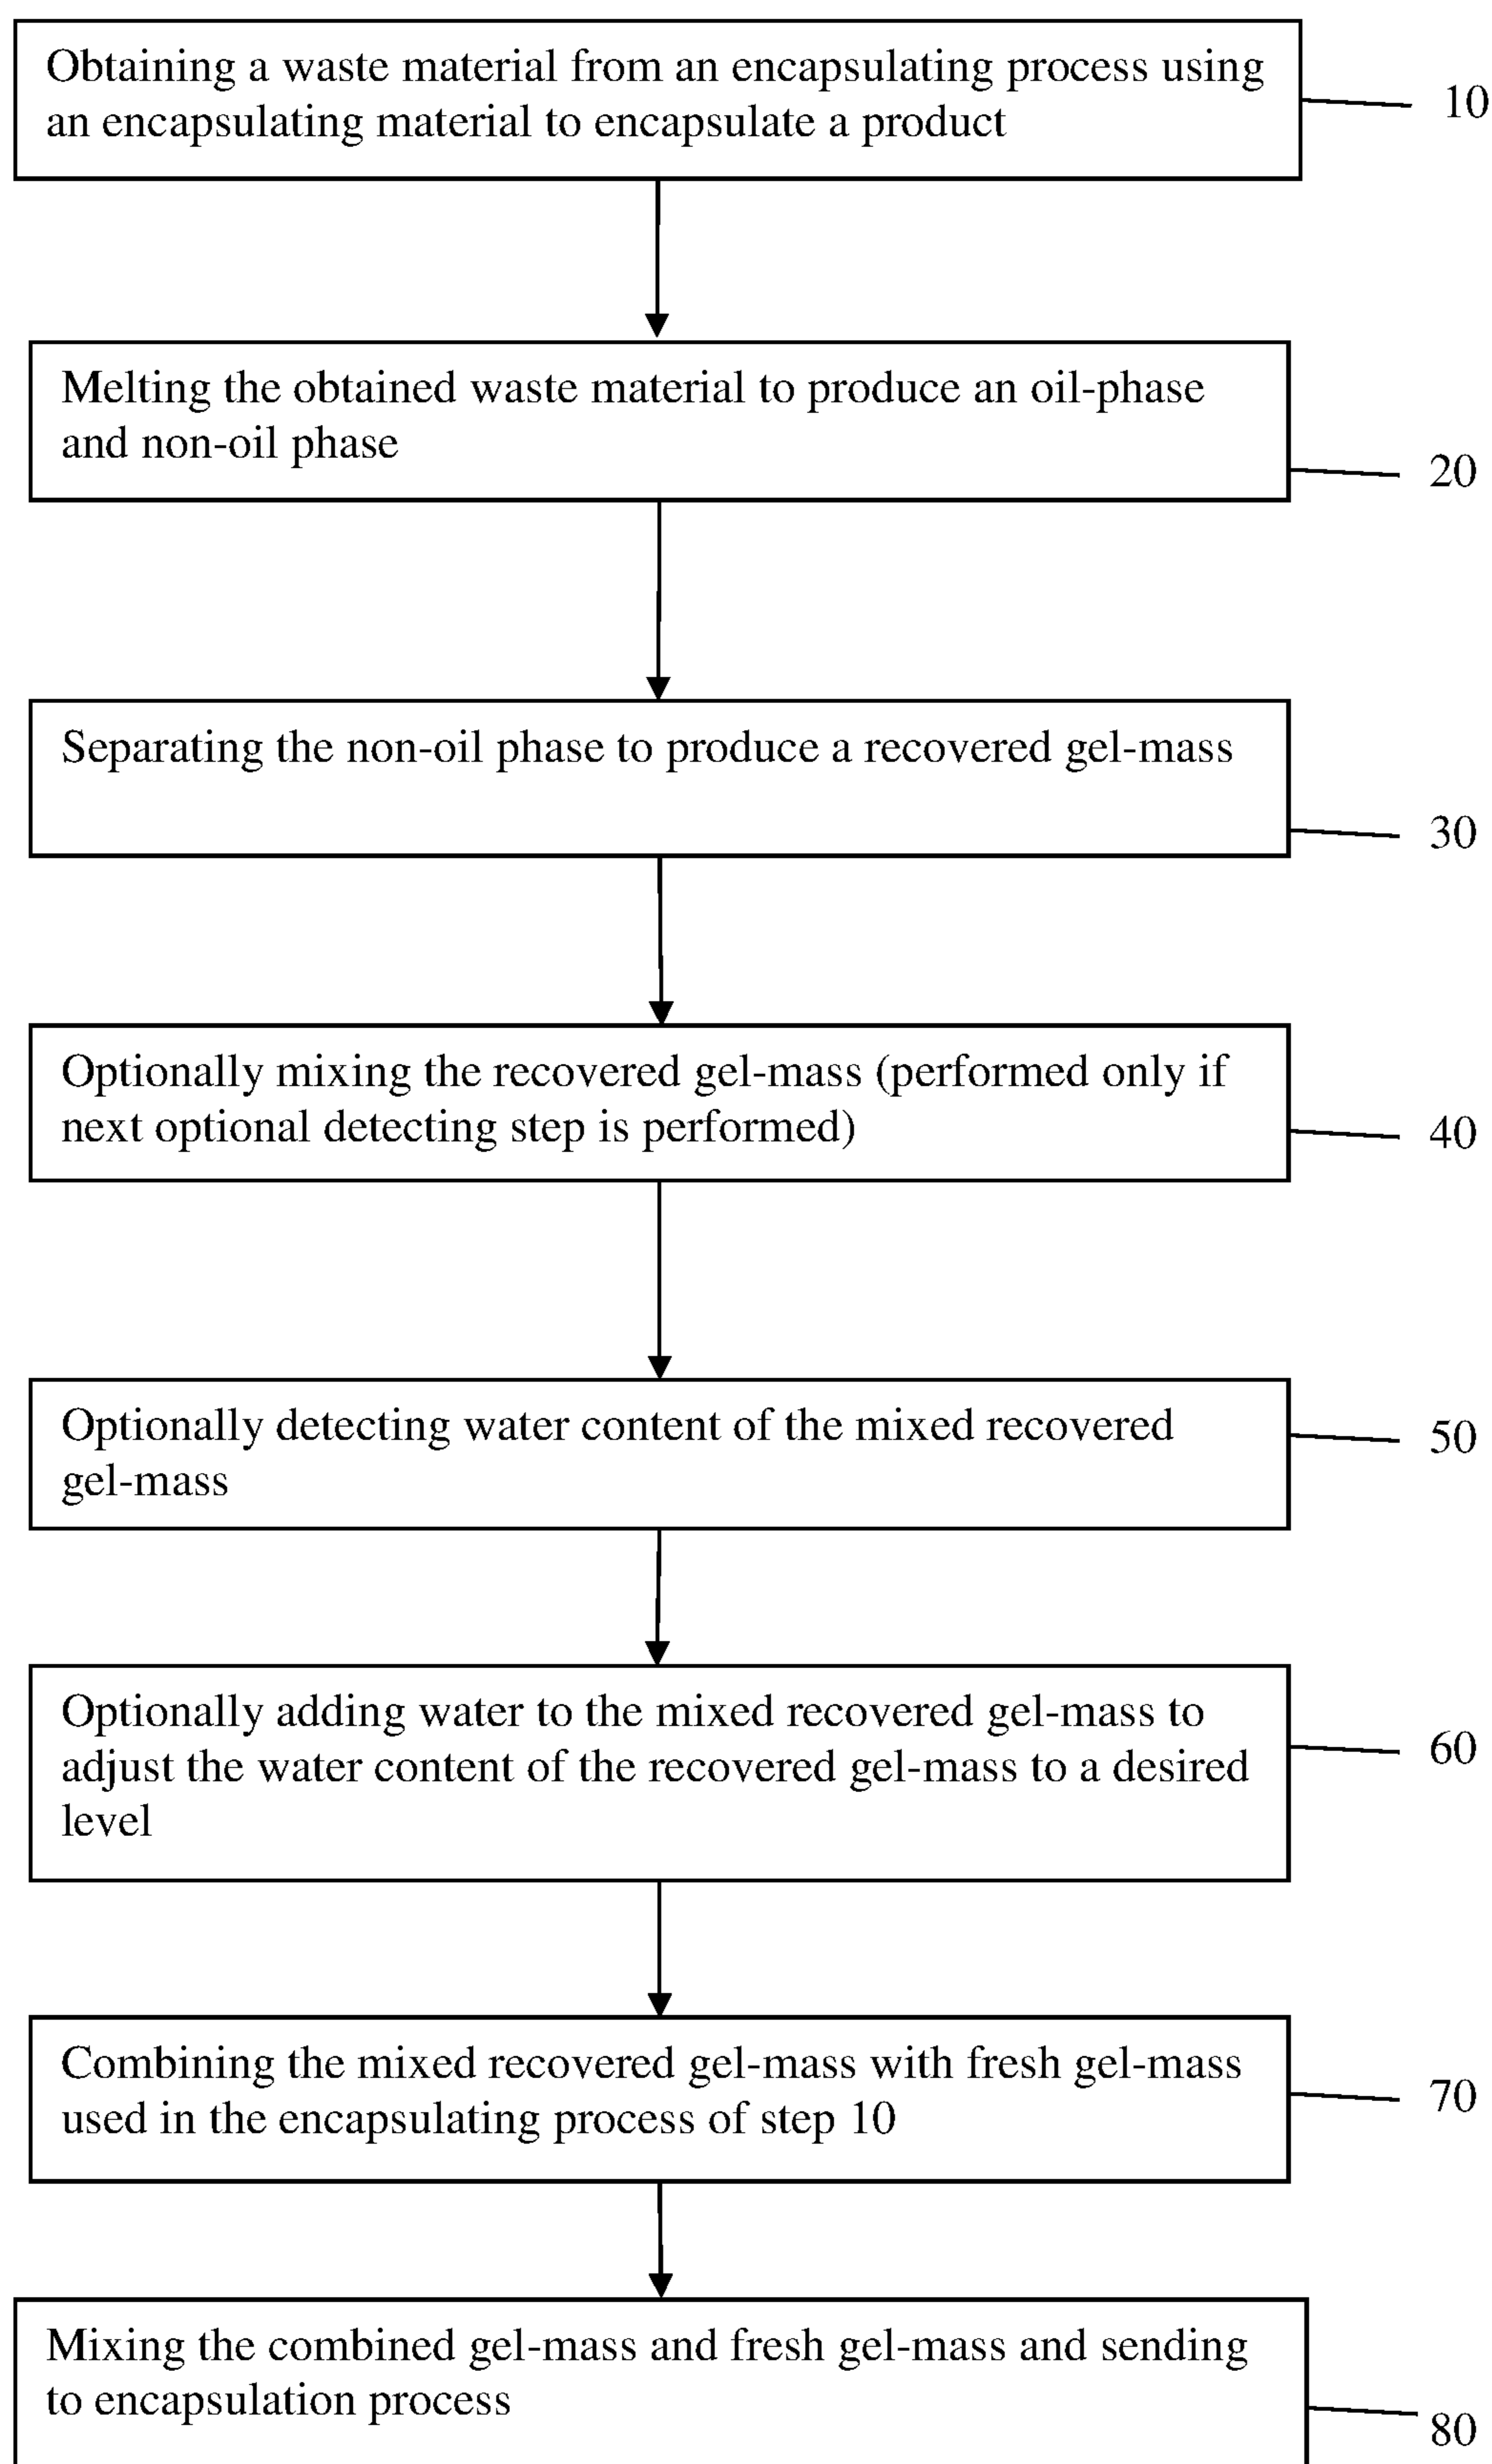 Obtaining a waste material from an encapsulating process using
an encapsulating material to encapsulate a product
10
Melting the obtained waste material to produce an oil-phase
and non-oil phase
20
Separating the non-oil phase to produce a recovered gel-mass
30
Optionally mixing the recovered gel-mass (performed only if
next optional detecting step is performed)
40
Optionally detecting water content of the mixed recovered
gel-mass
50
Optionally adding water to the mixed recovered gel-mass to
adjust the water content of the recovered gel-mass to a desired
level
60
Combining the mixed recovered gel-mass with fresh gel-mass
used in the encapsulating process of step 10
70
Mixing the combined gel-mass and fresh gel-mass and sending
to encapsulation process
80